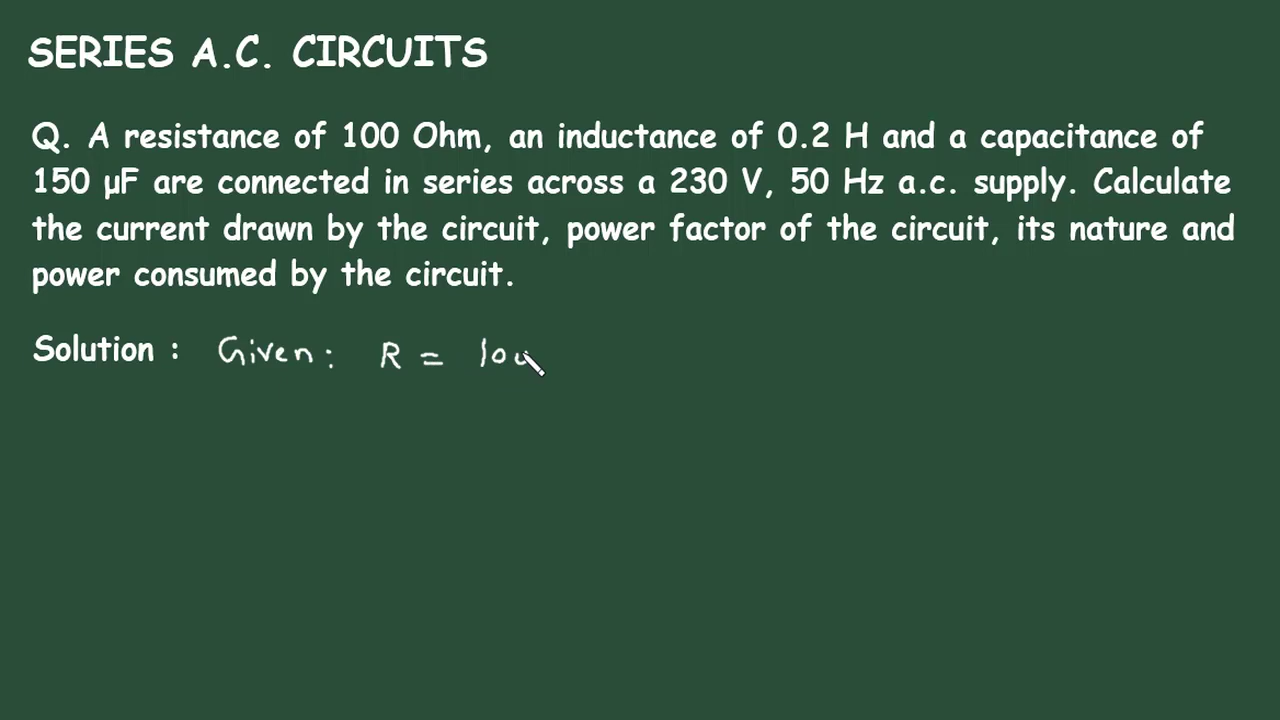 SERIES A.C. CIRCUITS
Q. A resistance of 100 Ohm, an inductance of 0.2 H and a capacitance of
150 μF are connected in series across a 230 V, 50 Hz a.c. supply. Calculate
the current drawn by the circuit, power factor of the circuit, its nature and
power consumed by the circuit.
Solution : Given: R = 100